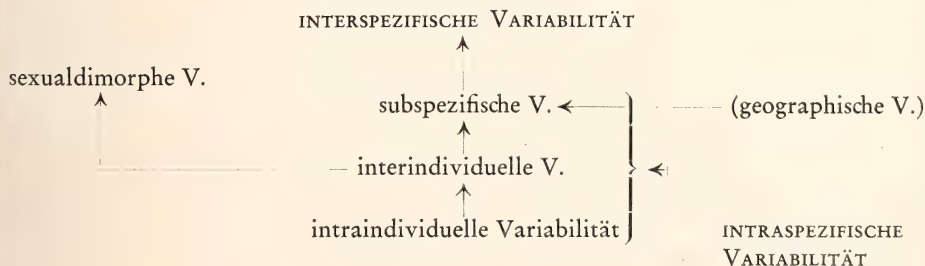 INTERSPEZIFISCHE VARIABILITÄT
sexualdimorphe V.
subspezifische V.
(geographische V.)
interindividuelle V.
intraindividuelle Variabilität
INTRASPEZIFISCHE
VARIABILITÄT